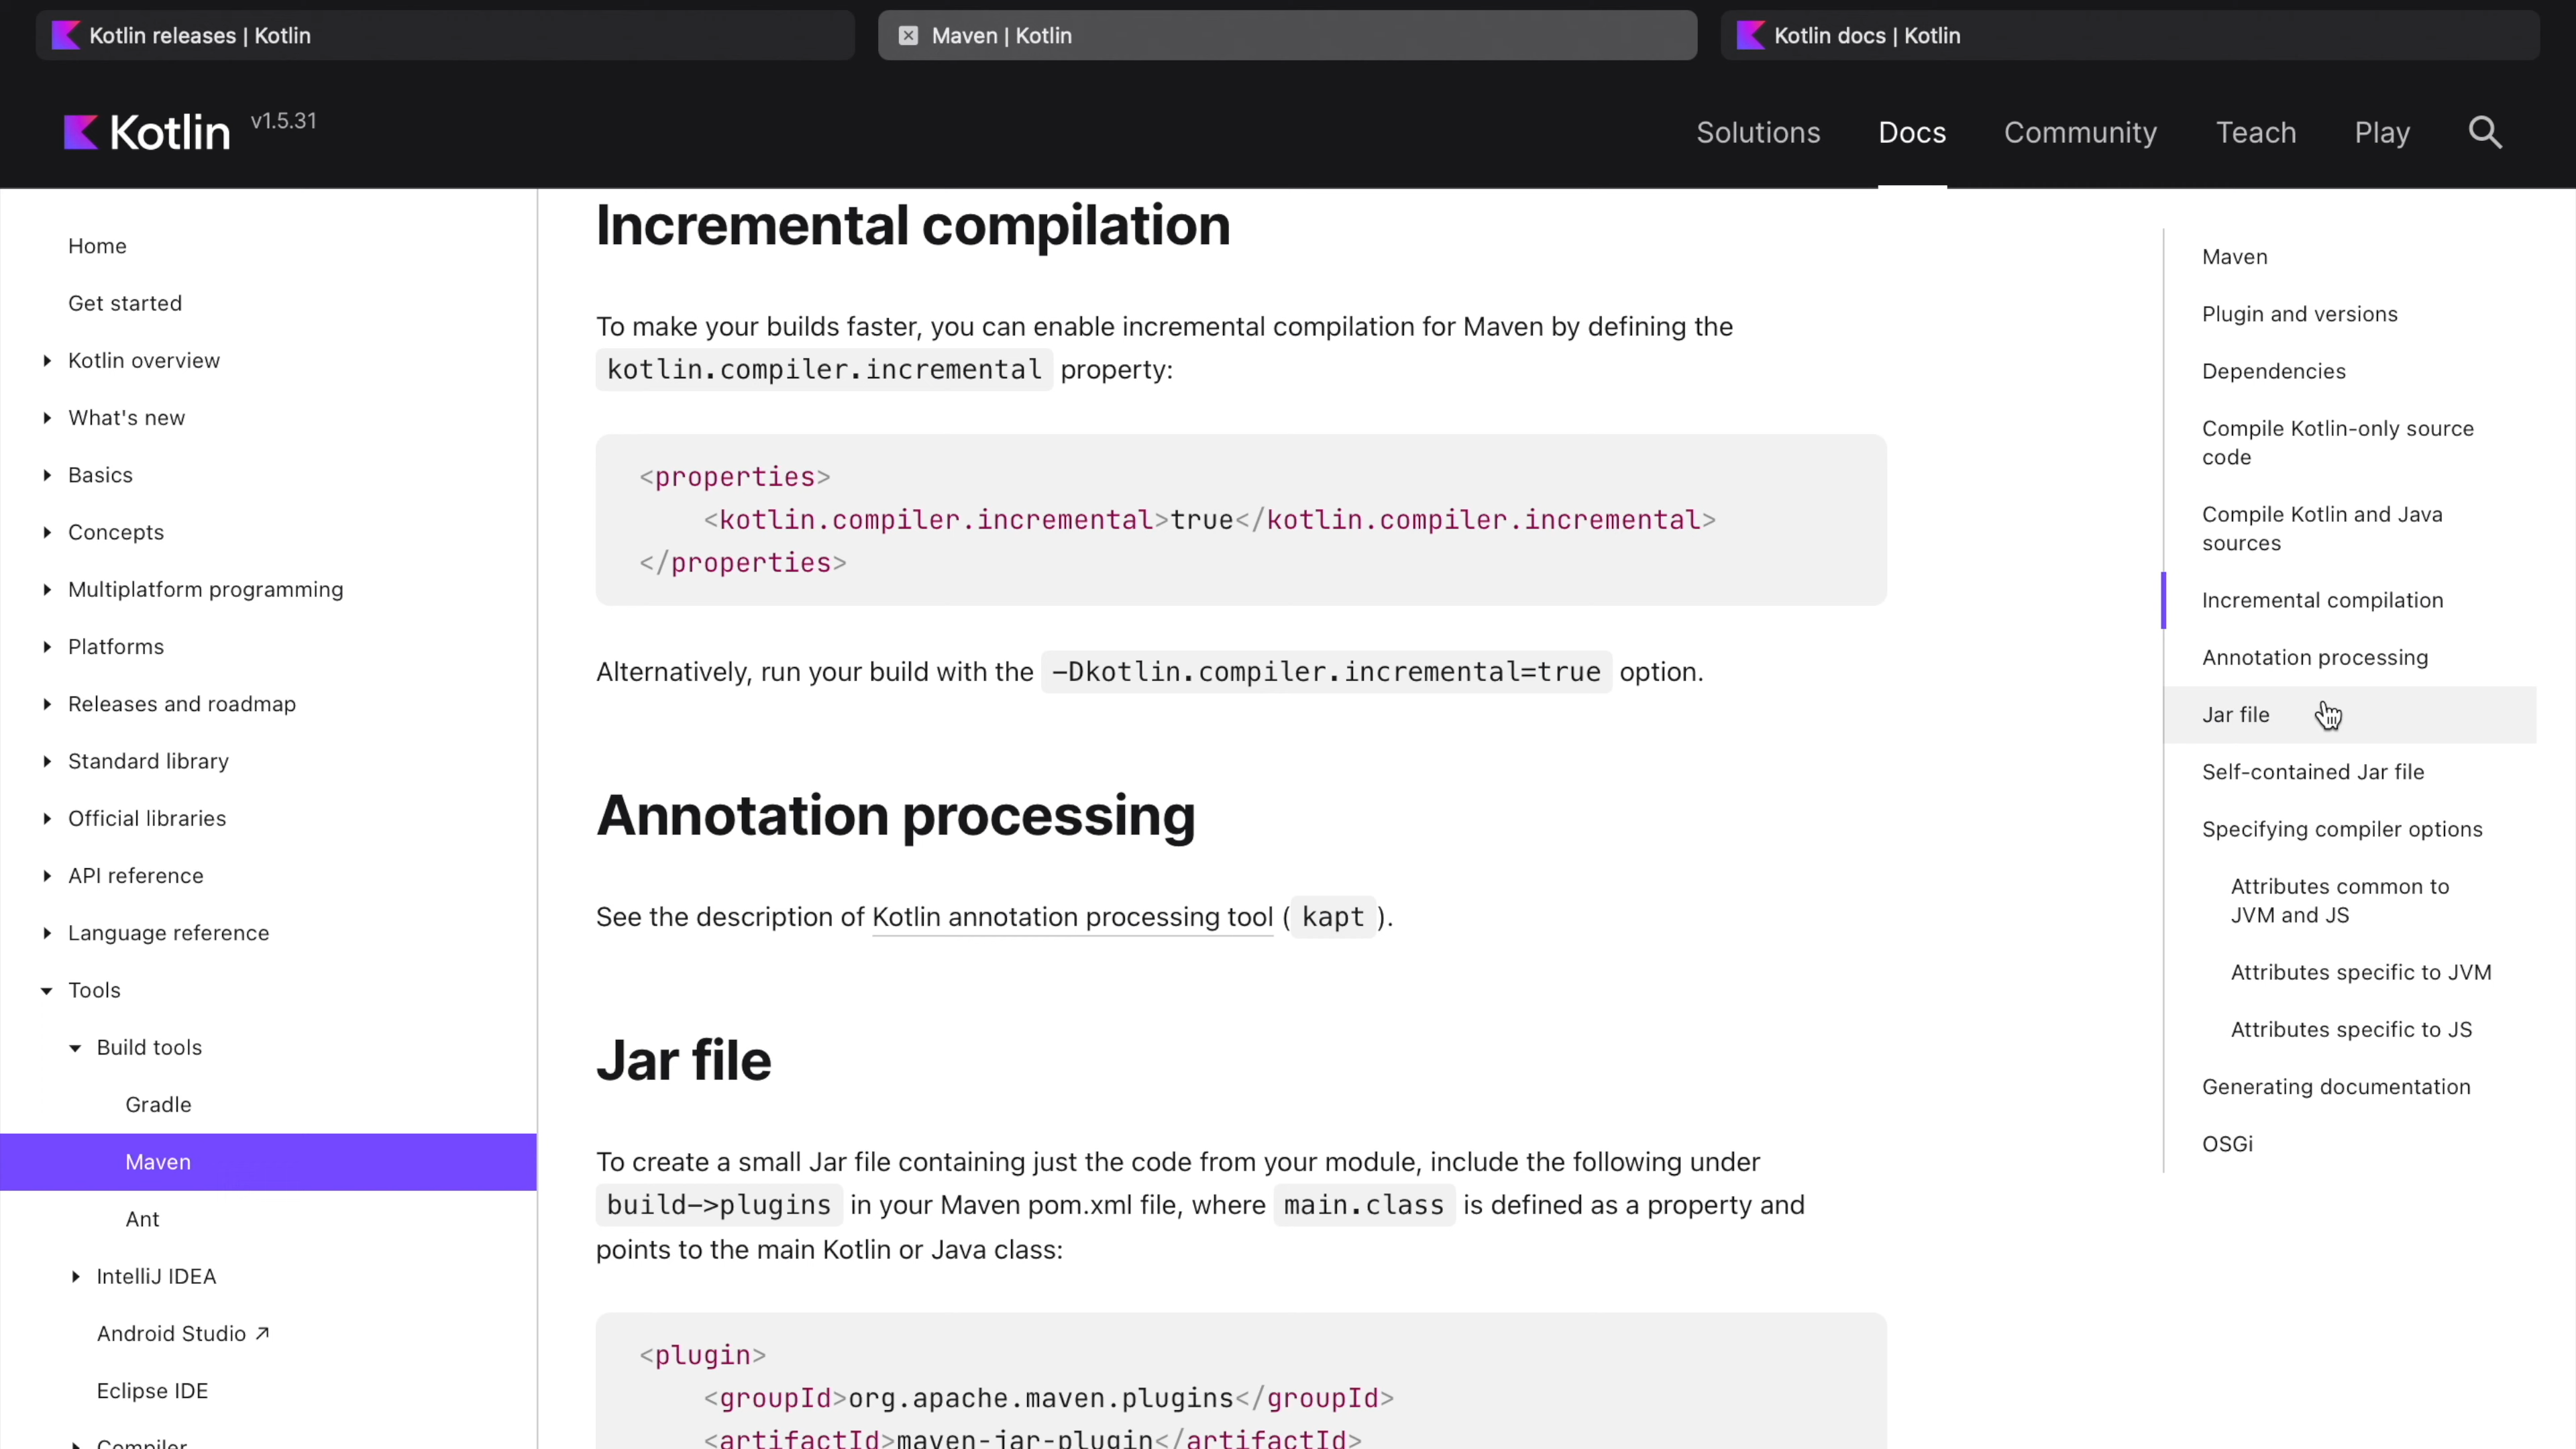 Kotlin releases | Kotlin
Maven | Kotlin
Kotlin docs | Kotlin
Kotlin v1.5.31
Solutions
Docs
Community
Teach
Play
Home
Get started
Kotlin overview
What's new
Basics
Concepts
Multiplatform programming
Platforms
Releases and roadmap
Standard library
Official libraries
API reference
Language reference
Tools
Build tools
Gradle
Maven
Ant
IntelliJ IDEA
Android Studio ↗
Eclipse IDE
Compiler
Incremental compilation
To make your builds faster, you can enable incremental compilation for Maven by defining the
kotlin.compiler.incremental property:
<properties>
    <kotlin.compiler.incremental>true</kotlin.compiler.incremental>
</properties>
Alternatively, run your build with the -Dkotlin.compiler.incremental=true option.
Annotation processing
See the description of Kotlin annotation processing tool ( kapt ).
Jar file
To create a small Jar file containing just the code from your module, include the following under
build->plugins in your Maven pom.xml file, where main.class is defined as a property and
points to the main Kotlin or Java class:
<plugin>
    <groupId>org.apache.maven.plugins</groupId>
    <artifactId>maven-jar-plugin</artifactId>
Maven
Plugin and versions
Dependencies
Compile Kotlin-only source
code
Compile Kotlin and Java
sources
Incremental compilation
Annotation processing
Jar file
Self-contained Jar file
Specifying compiler options
Attributes common to
JVM and JS
Attributes specific to JVM
Attributes specific to JS
Generating documentation
OSGi